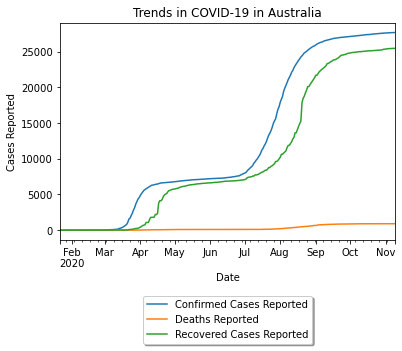 Trends in COVID-19 in Australia
Cases Reported
25000
20000
15000
10000
5000
0
Feb Mar Apr May Jun Jul Aug Sep Oct Nov
2020
Date
Confirmed Cases Reported
Deaths Reported
Recovered Cases Reported